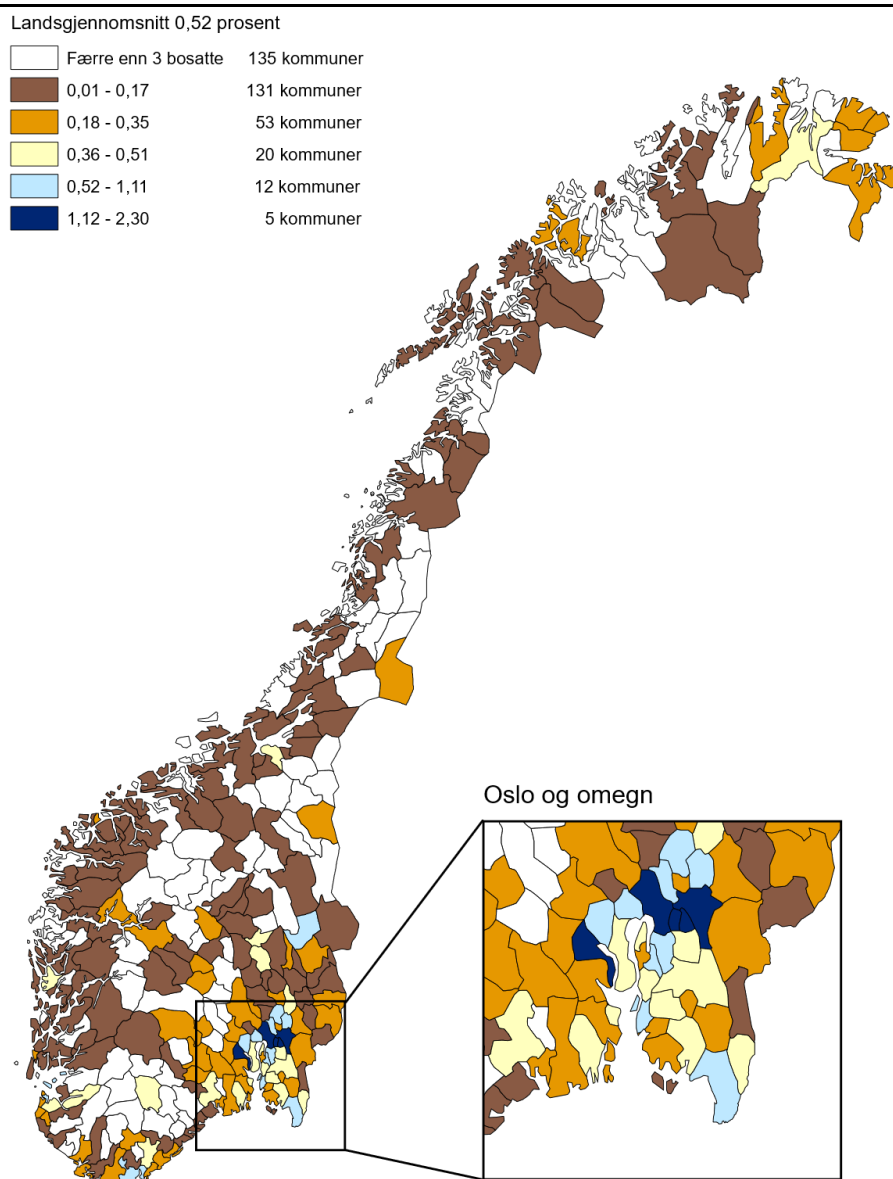 Landsgjennomsnitt 0,52 prosent
Færre enn 3 bosatte 135 kommuner
0,01 - 0,17 131 kommuner
0,18 - 0,35 53 kommuner
0,36 - 0,51 20 kommuner
0,52 - 1,11 12 kommuner
1,12 - 2,30 5 kommuner
Oslo og omegn